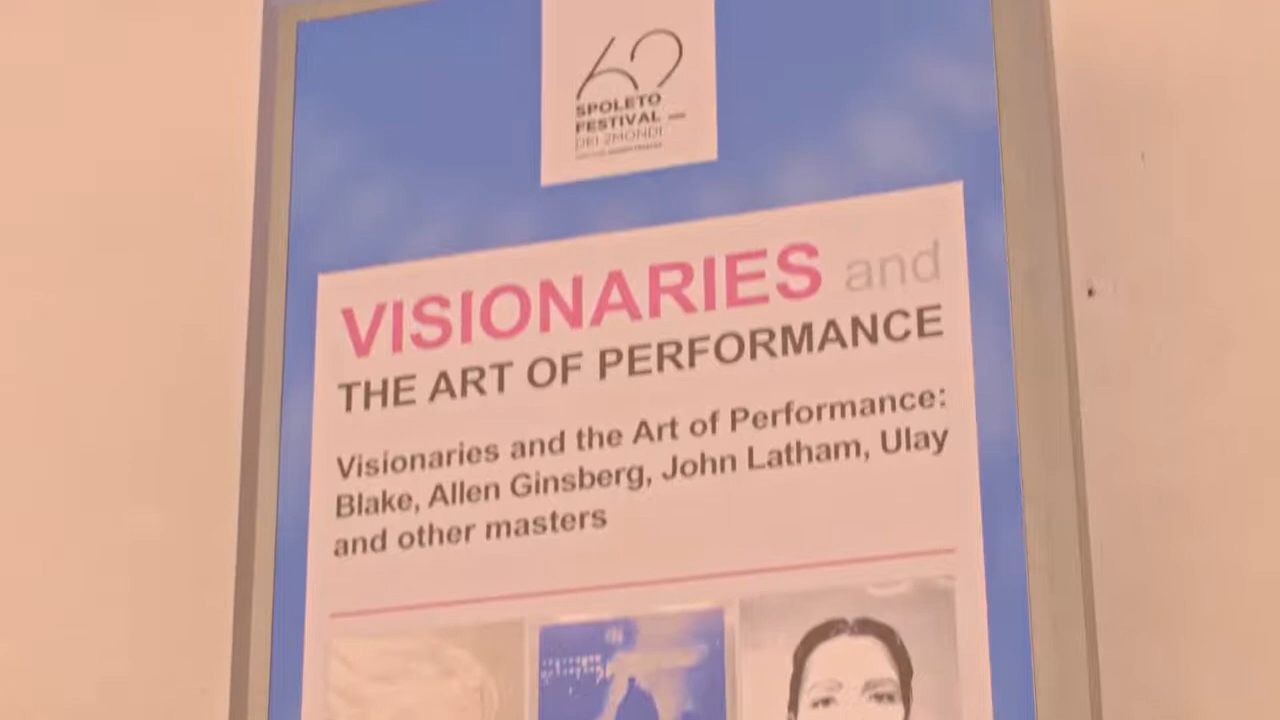 60
SPOLETO
FESTIVAL
DEI 2MONDI
VISIONARIES and
THE ART OF PERFORMANCE
Visionaries and the Art of Performance:
Blake, Allen Ginsberg, John Latham, Ulay
and other masters